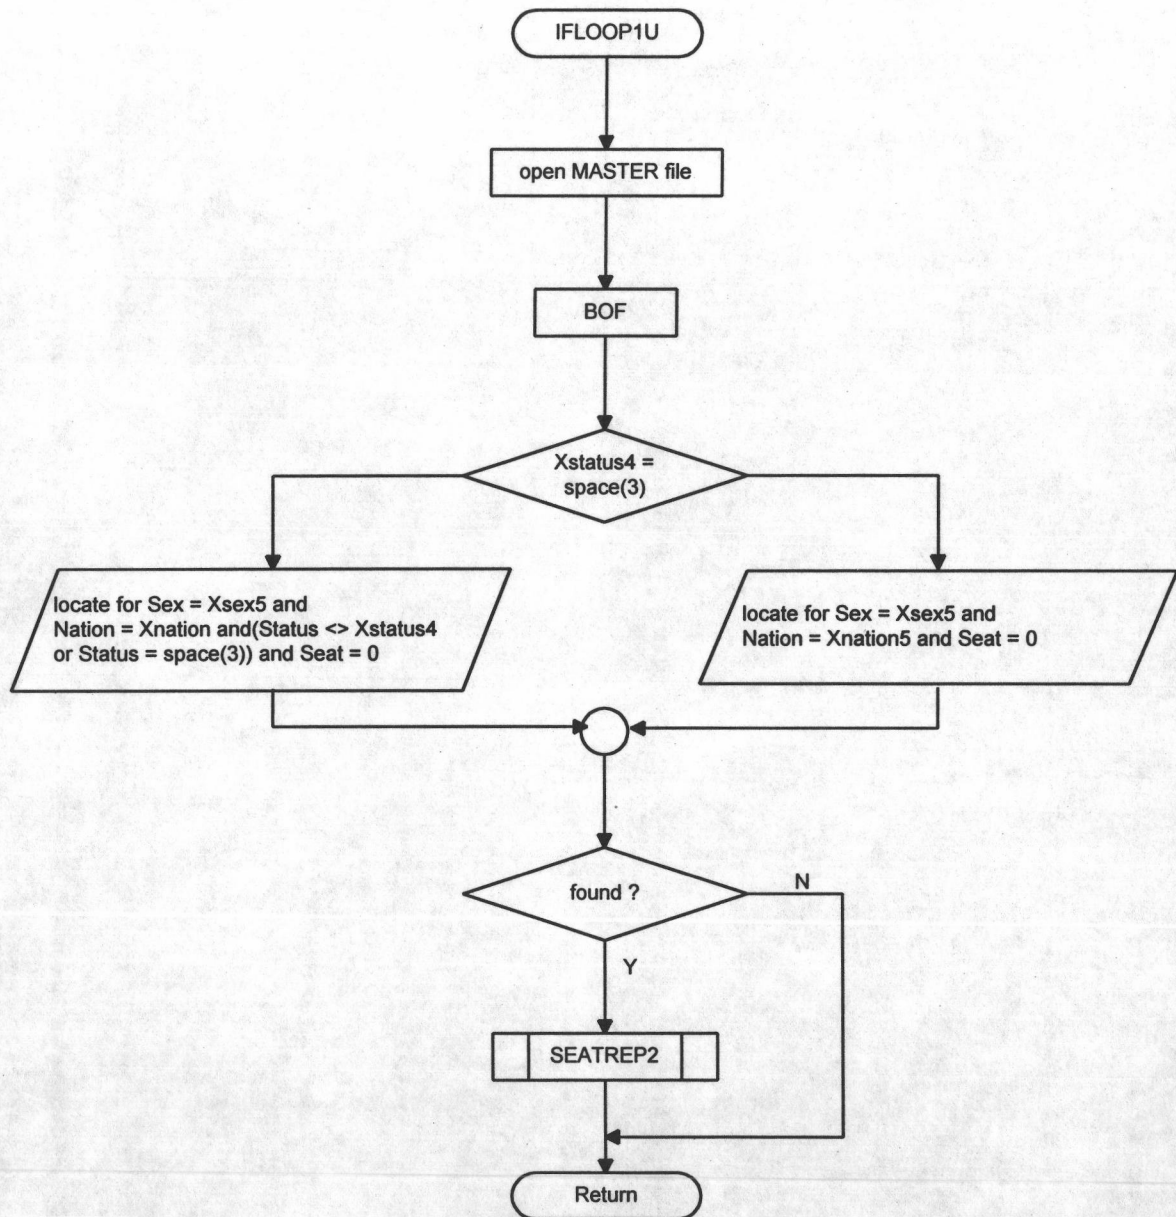 IFLOOP1U
open MASTER file
BOF
Xstatus4 =
space(3)
locate for Sex = Xsex5 and
Nation = Xnation and(Status <> Xstatus4
or Status = space(3)) and Seat = 0
locate for Sex = Xsex5 and
Nation = Xnation5 and Seat = 0
found ?
N
Y
SEATREP2
Return